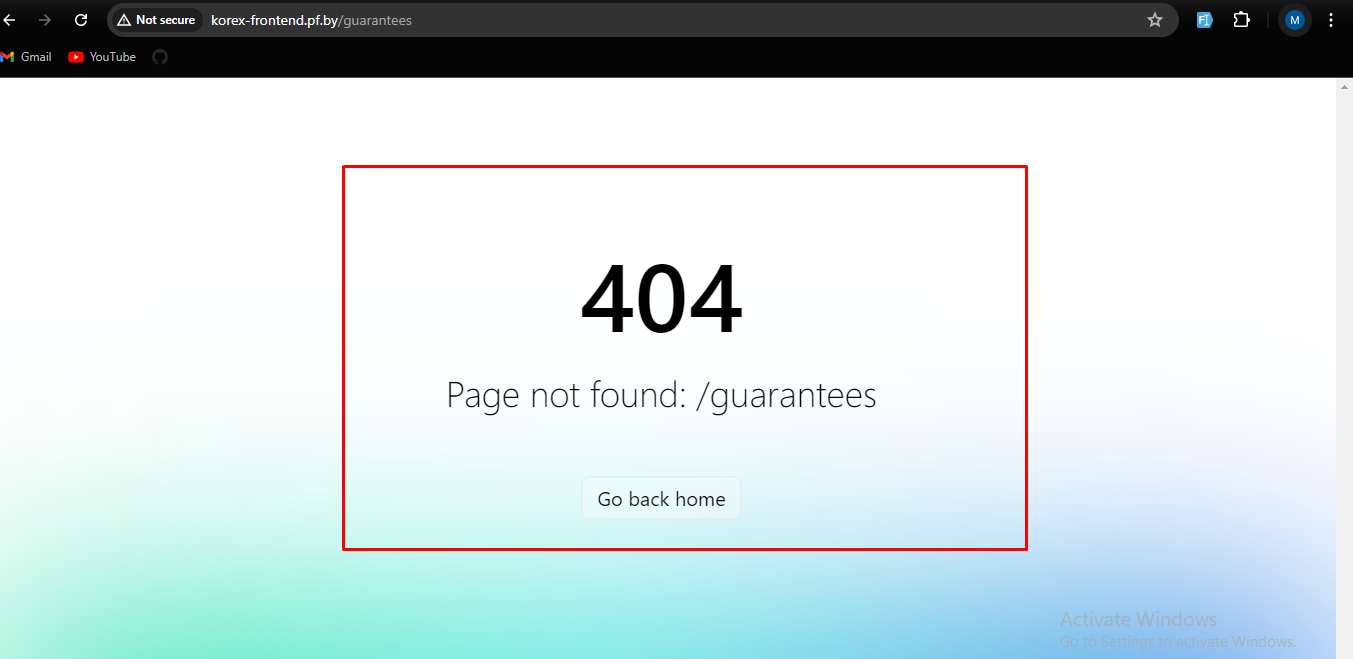 Not secure korex-frontend.pf.by/guarantees
M
Gmail YouTube
404
Page not found: /guarantees
Go back home
Activate Windows
Go to Settings to activate Windows.